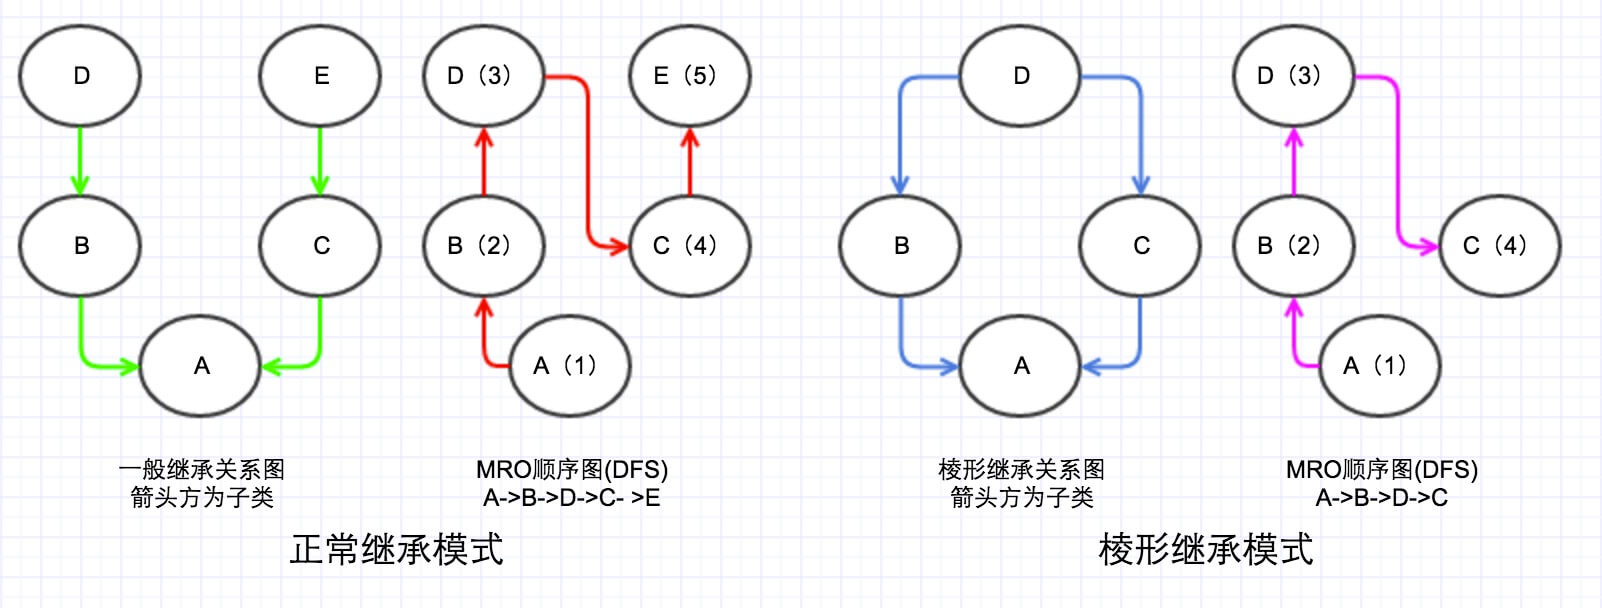 D
E
D（3）
E（5）
D
D（3）
B
C
B（2）
C（4）
B
C
B（2）
C（4）
A
A（1）
A
A（1）
一般继承关系图
箭头方为子类
MRO顺序图(DFS)
A->B->D->C- >E
棱形继承关系图
箭头方为子类
MRO顺序图(DFS)
A->B->D->C
正常继承模式
棱形继承模式